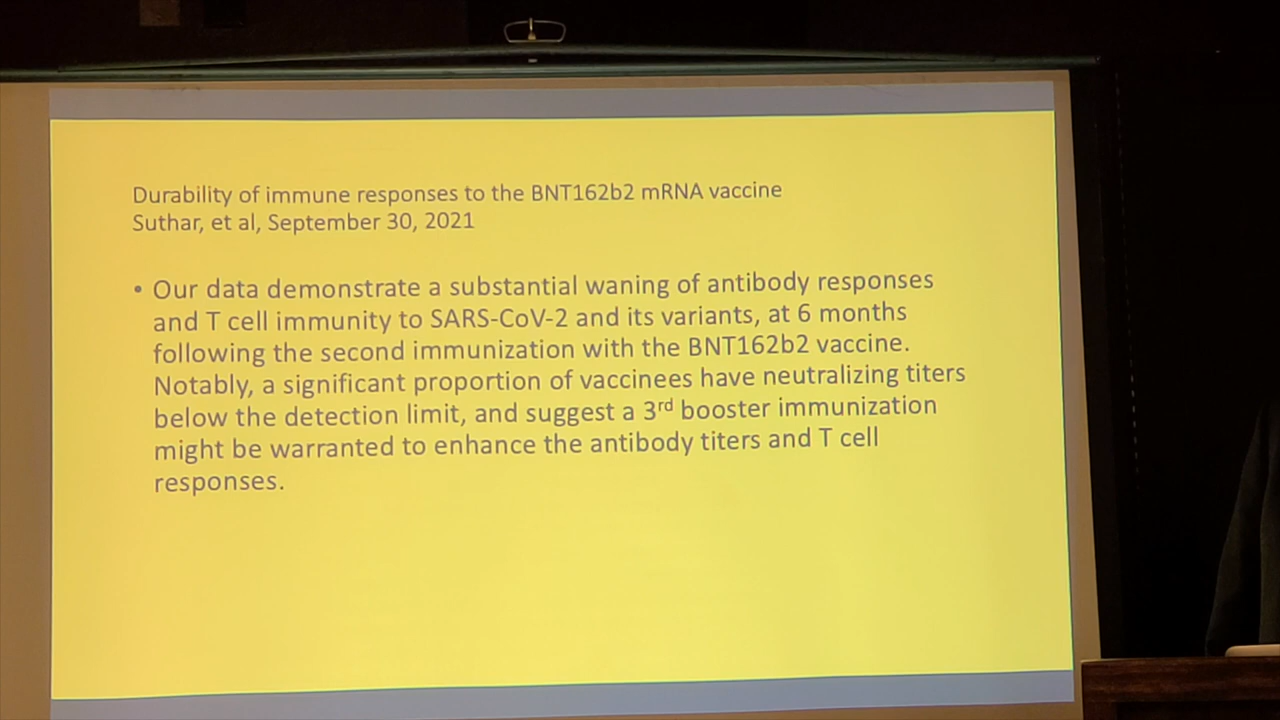 Durability of immune responses to the BNT162b2 mRNA vaccine
Suthar, et al, September 30, 2021
• Our data demonstrate a substantial waning of antibody responses
and T cell immunity to SARS-CoV-2 and its variants, at 6 months
following the second immunization with the BNT162b2 vaccine.
Notably, a significant proportion of vaccinees have neutralizing titers
below the detection limit, and suggest a 3rd booster immunization
might be warranted to enhance the antibody titers and T cell
responses.